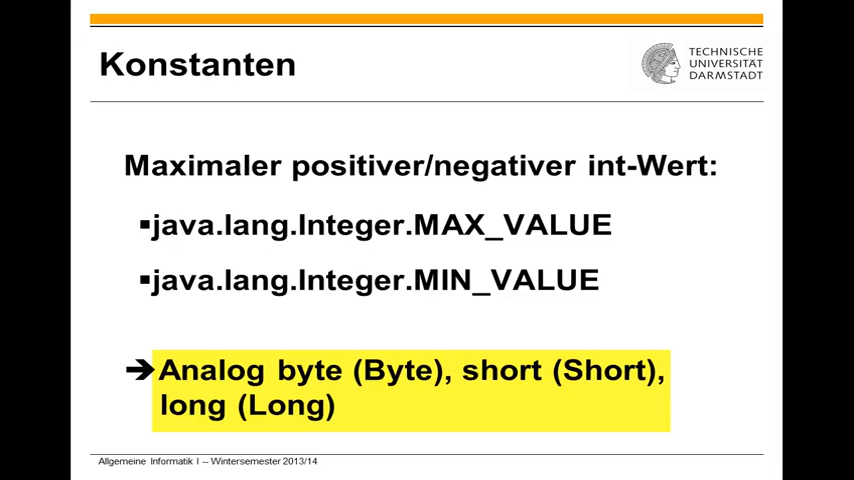 Konstanten
TECHNISCHE
UNIVERSITÄT
DARMSTADT
Maximaler positiver/negativer int-Wert:
▪java.lang.Integer.MAX_VALUE
▪java.lang.Integer.MIN_VALUE
➔Analog byte (Byte), short (Short),
long (Long)
Allgemeine Informatik I -- Wintersemester 2013/14